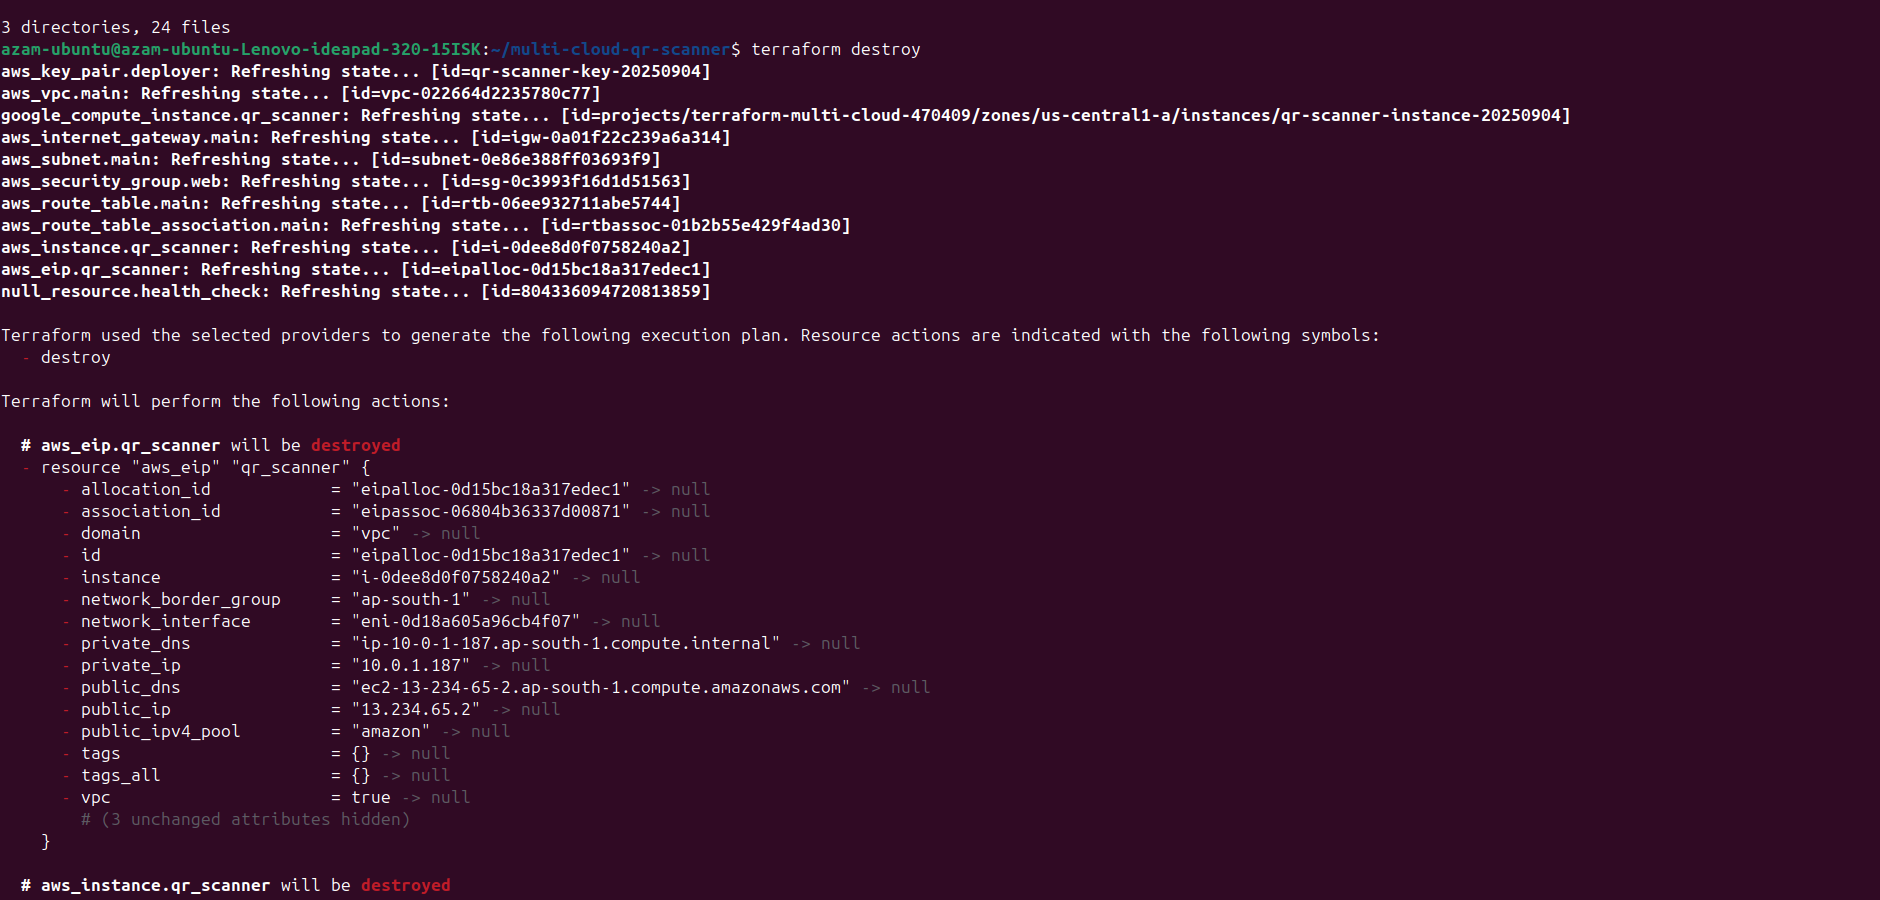 3 directories, 24 files
azam-ubuntu@azam-ubuntu-Lenovo-ideapad-320-15ISK:~/multi-cloud-qr-scanner$ terraform destroy
aws_key_pair.deployer: Refreshing state... [id=qr-scanner-key-20250904]
aws_vpc.main: Refreshing state... [id=vpc-022664d2235780c77]
google_compute_instance.qr_scanner: Refreshing state... [id=projects/terraform-multi-cloud-470409/zones/us-central1-a/instances/qr-scanner-instance-20250904]
aws_internet_gateway.main: Refreshing state... [id=igw-0a01f22c239a6a314]
aws_subnet.main: Refreshing state... [id=subnet-0e86e388ff03693f9]
aws_security_group.web: Refreshing state... [id=sg-0c3993f16d1d51563]
aws_route_table.main: Refreshing state... [id=rtb-06ee932711abe5744]
aws_route_table_association.main: Refreshing state... [id=rtbassoc-01b2b55e429f4ad30]
aws_instance.qr_scanner: Refreshing state... [id=i-0dee8d0f0758240a2]
aws_eip.qr_scanner: Refreshing state... [id=eipalloc-0d15bc18a317edec1]
null_resource.health_check: Refreshing state... [id=804336094720813859]

Terraform used the selected providers to generate the following execution plan. Resource actions are indicated with the following symbols:
  - destroy

Terraform will perform the following actions:

  # aws_eip.qr_scanner will be destroyed
  - resource "aws_eip" "qr_scanner" {
      - allocation_id            = "eipalloc-0d15bc18a317edec1" -> null
      - association_id           = "eipassoc-06804b36337d00871" -> null
      - domain                   = "vpc" -> null
      - id                       = "eipalloc-0d15bc18a317edec1" -> null
      - instance                 = "i-0dee8d0f0758240a2" -> null
      - network_border_group     = "ap-south-1" -> null
      - network_interface        = "eni-0d18a605a96cb4f07" -> null
      - private_dns              = "ip-10-0-1-187.ap-south-1.compute.internal" -> null
      - private_ip               = "10.0.1.187" -> null
      - public_dns               = "ec2-13-234-65-2.ap-south-1.compute.amazonaws.com" -> null
      - public_ip                = "13.234.65.2" -> null
      - public_ipv4_pool         = "amazon" -> null
      - tags                     = {} -> null
      - tags_all                 = {} -> null
      - vpc                      = true -> null
        # (3 unchanged attributes hidden)
    }

  # aws_instance.qr_scanner will be destroyed